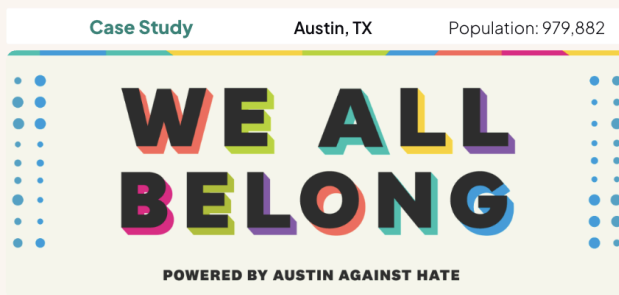 Case Study Austin, TX Population: 979,882
WE ALL
BELONG
POWERED BY AUSTIN AGAINST HATE